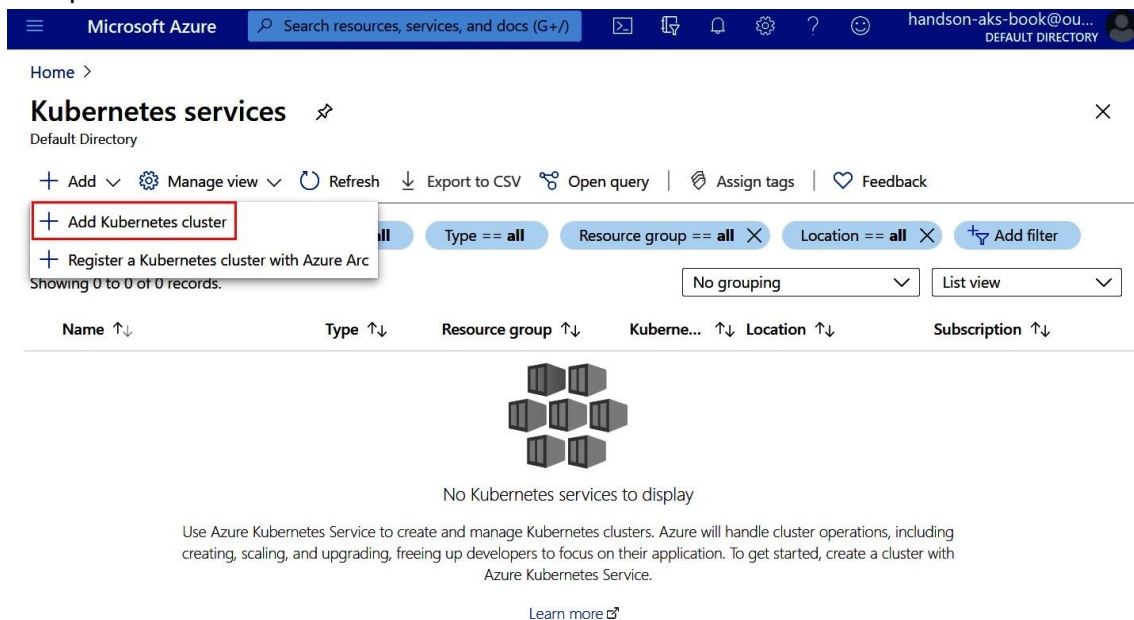 Microsoft Azure Search resources, services, and docs (G+/) handson-aks-book@ou...
DEFAULT DIRECTORY
Home >
Kubernetes services
Default Directory
Add Manage view Refresh Export to CSV Open query Assign tags Feedback
Add Kubernetes cluster
all Type == all Resource group == all Location == all Add filter
Register a Kubernetes cluster with Azure Arc
Showing 0 to 0 of 0 records. No grouping List view
Name Type Resource group Kuberne... Location Subscription
No Kubernetes services to display
Use Azure Kubernetes Service to create and manage Kubernetes clusters. Azure will handle cluster operations, including
creating, scaling, and upgrading, freeing up developers to focus on their application. To get started, create a cluster with
Azure Kubernetes Service.
Learn more